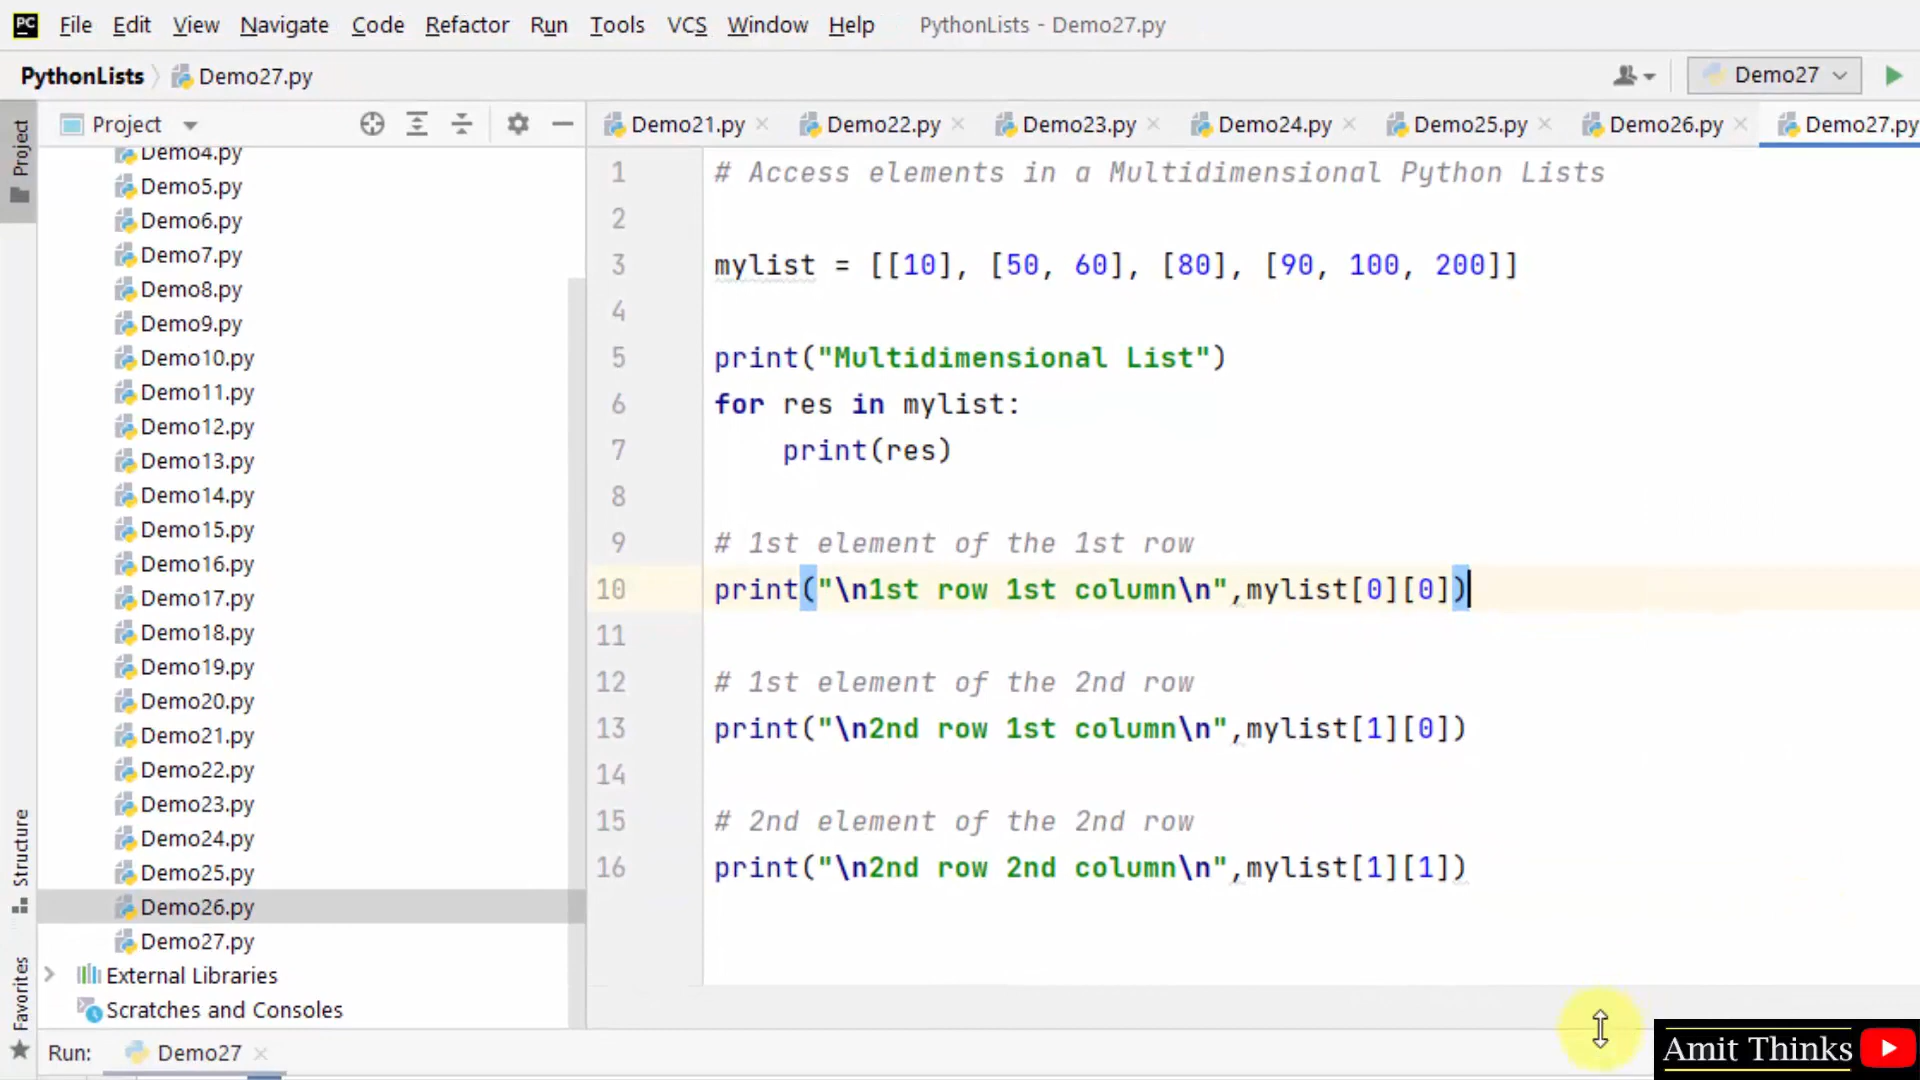 PC File Edit View Navigate Code Refactor Run Tools VCS Window Help PythonLists - Demo27.py
PythonLists Demo27.py Demo27
Project Project Demo21.py Demo22.py Demo23.py Demo24.py Demo25.py Demo26.py Demo27.py
Demo4.py
Demo5.py
Demo6.py
Demo7.py
Demo8.py
Demo9.py
Demo10.py
Demo11.py
Demo12.py
Demo13.py
Demo14.py
Demo15.py
Demo16.py
Demo17.py
Demo18.py
Demo19.py
Demo20.py
Demo21.py
Demo22.py
Demo23.py
Demo24.py
Demo25.py
Demo26.py
Demo27.py
External Libraries
Scratches and Consoles
Structure
Favorites
1 # Access elements in a Multidimensional Python Lists
2
3 mylist = [[10], [50, 60], [80], [90, 100, 200]]
4
5 print("Multidimensional List")
6 for res in mylist:
7     print(res)
8
9 # 1st element of the 1st row
10 print("\n1st row 1st column\n",mylist[0][0])
11
12 # 1st element of the 2nd row
13 print("\n2nd row 1st column\n",mylist[1][0])
14
15 # 2nd element of the 2nd row
16 print("\n2nd row 2nd column\n",mylist[1][1])
Run: Demo27
Amit Thinks